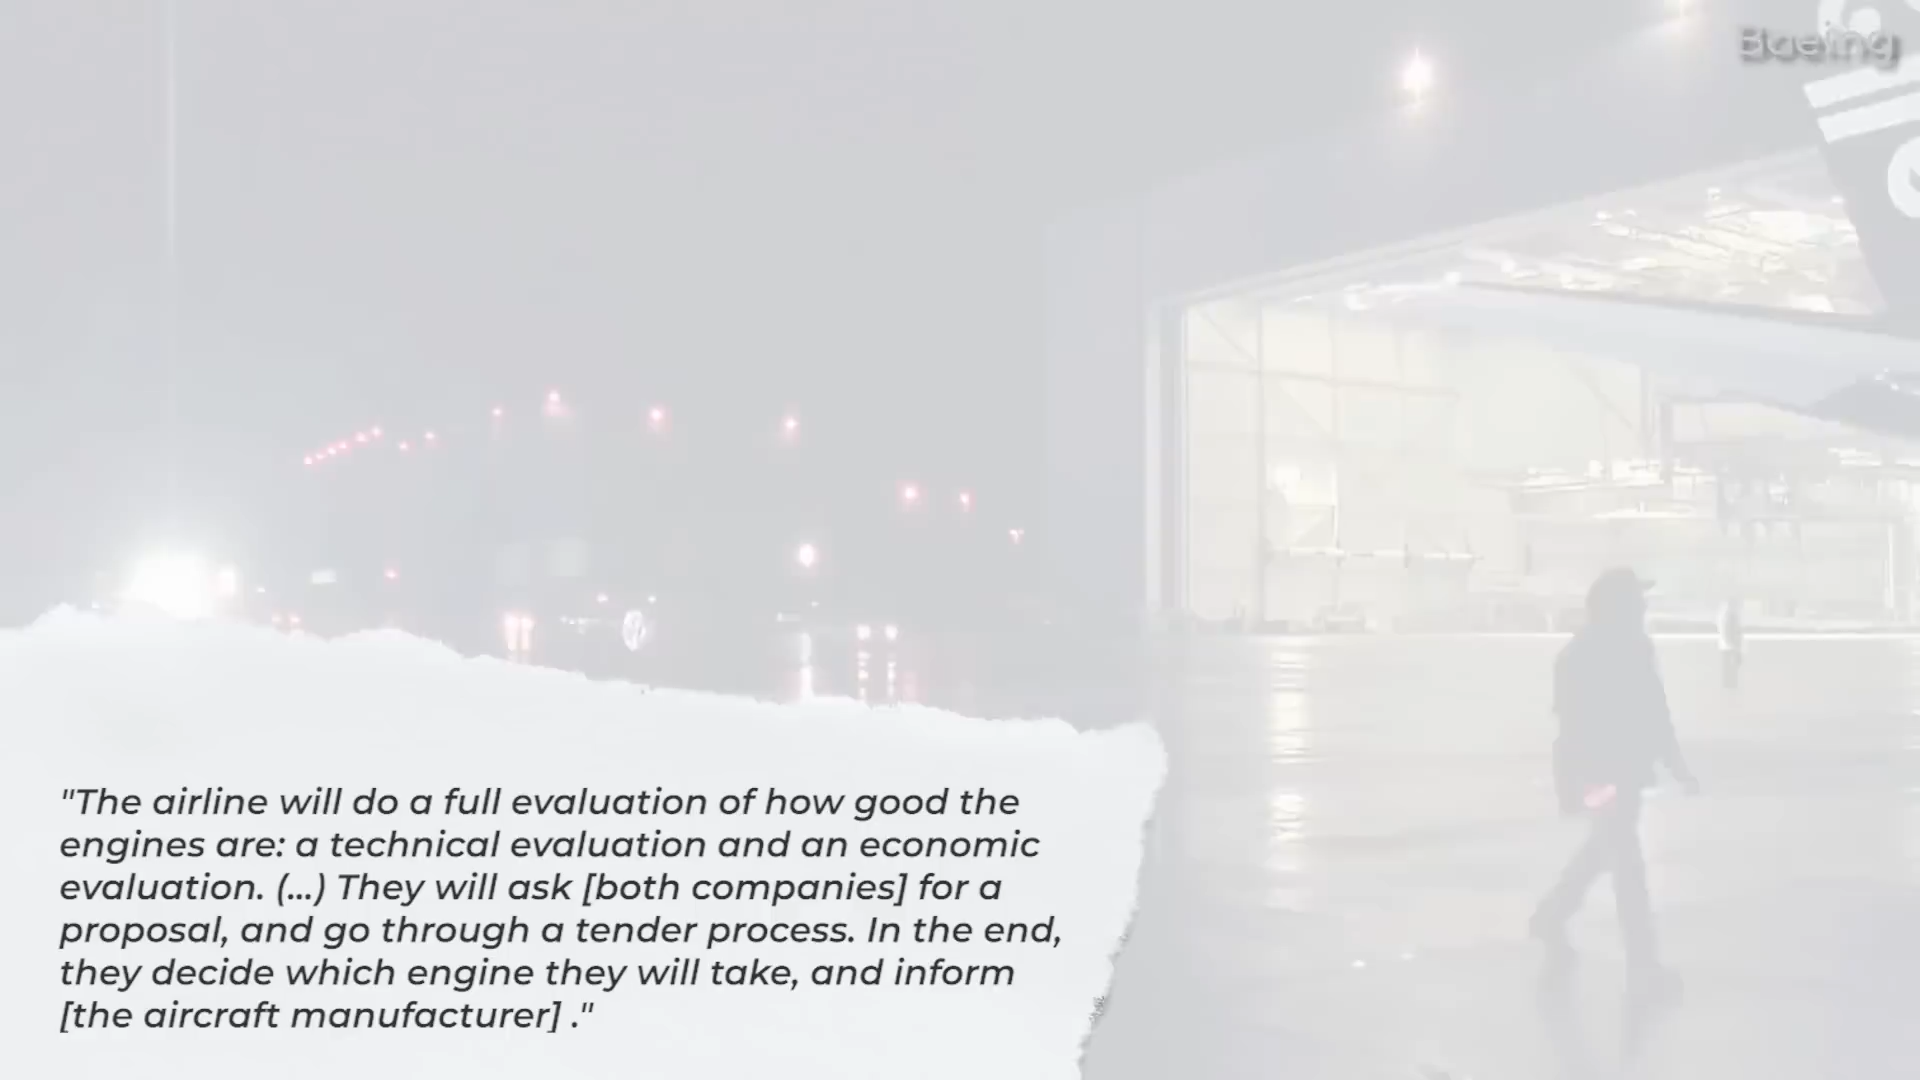 Boeing
"The airline will do a full evaluation of how good the
engines are: a technical evaluation and an economic
evaluation. (...) They will ask [both companies] for a
proposal, and go through a tender process. In the end,
they decide which engine they will take, and inform
[the aircraft manufacturer] ."